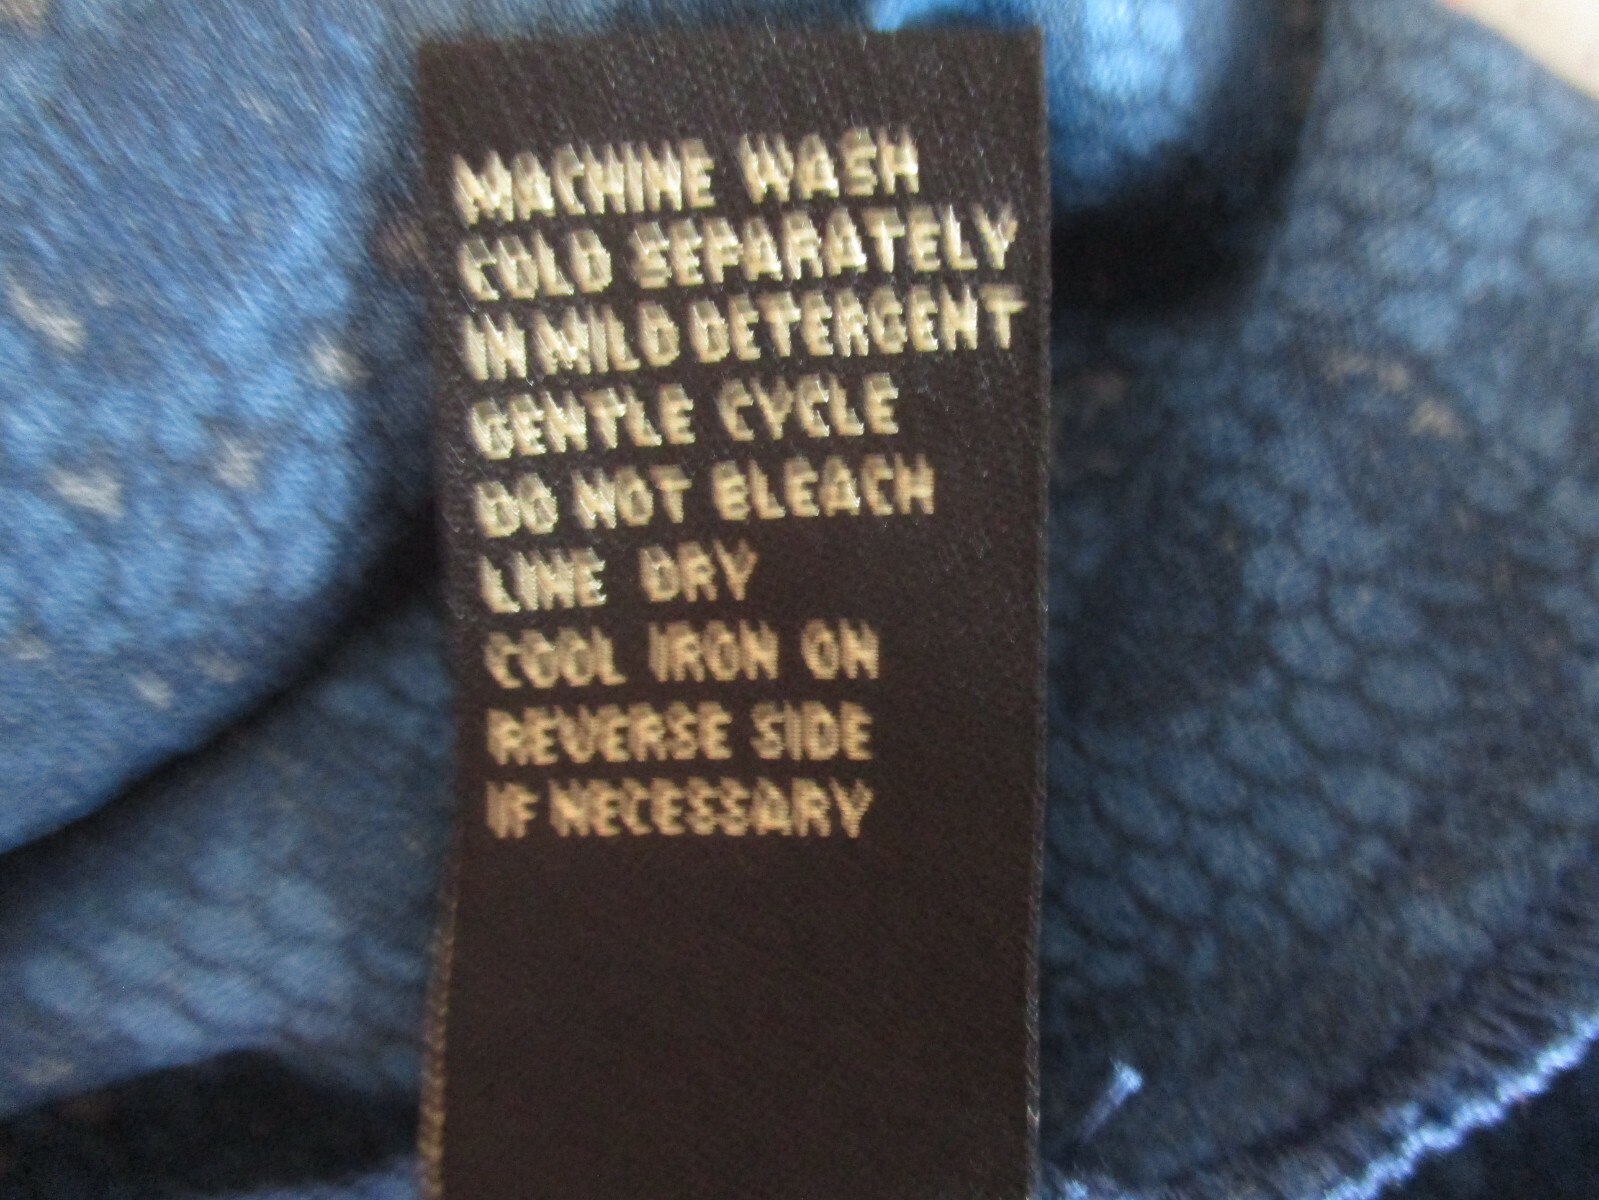 MACHINE WASH
COLD SEPARATELY
IN MILD DETERGENT
GENTLE CYCLE
DO NOT BLEACH
LINE DRY
COOL IRON ON
REVERSE SIDE
IF NECESSARY